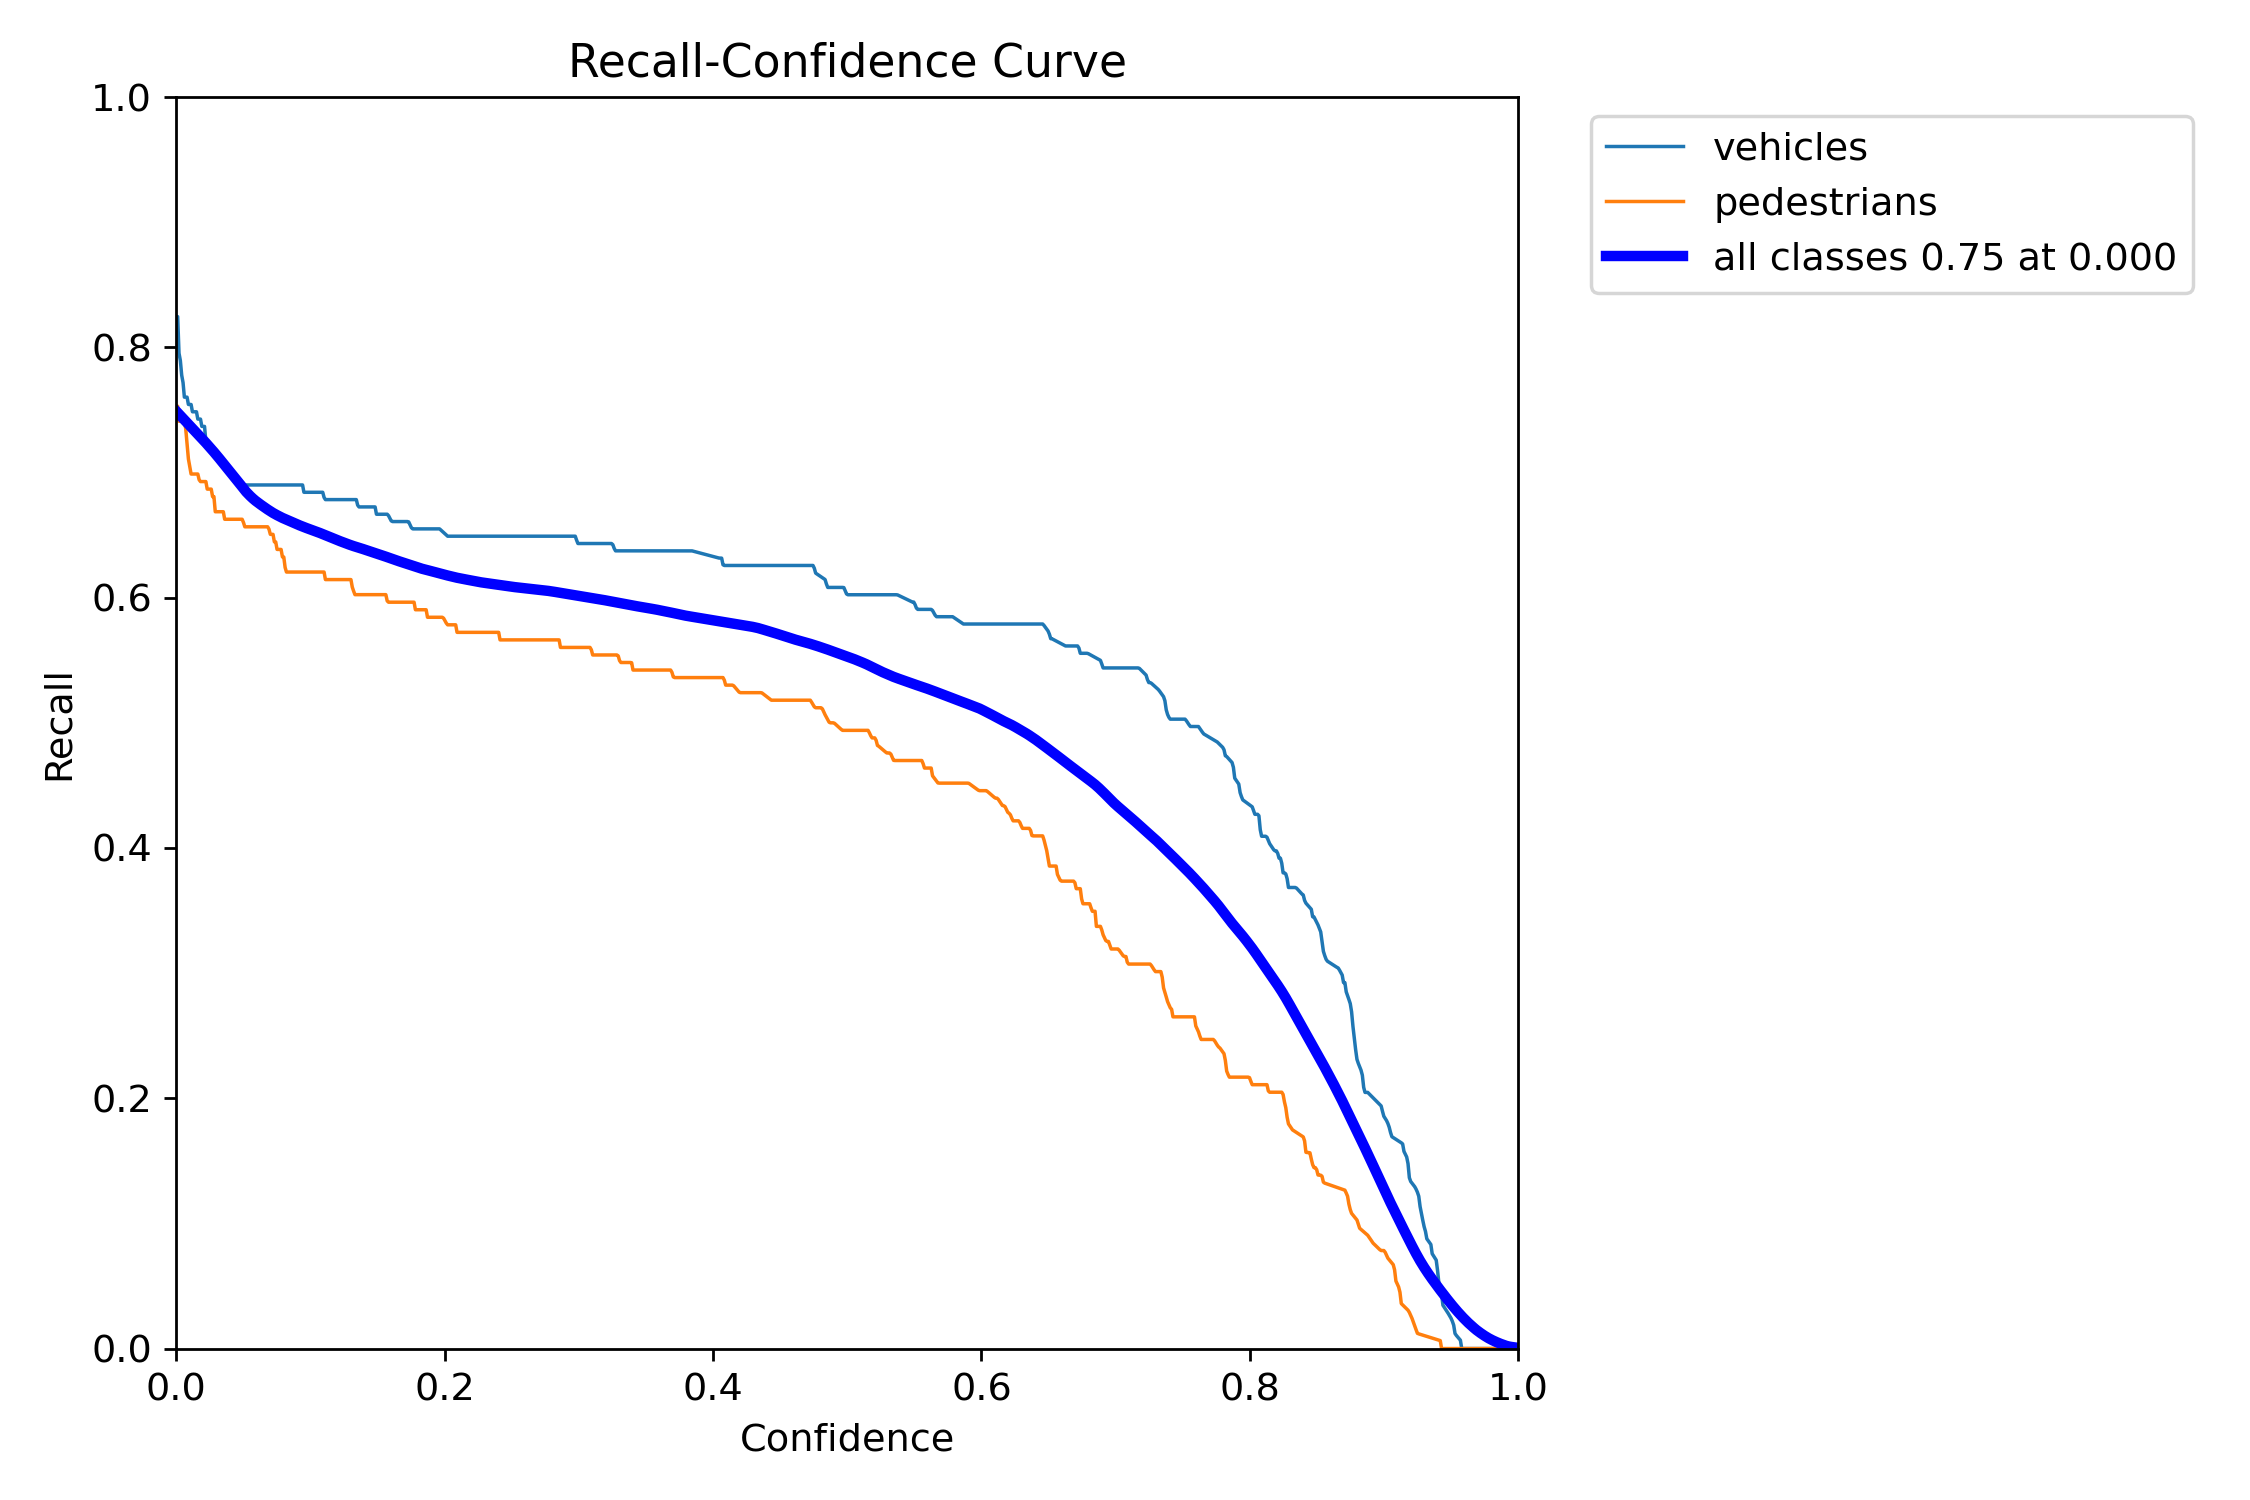 Recall-Confidence Curve
1.0
0.8
0.6
0.4
0.2
0.0
Recall
0.0 0.2 0.4 0.6 0.8 1.0
Confidence
vehicles
pedestrians
all classes 0.75 at 0.000